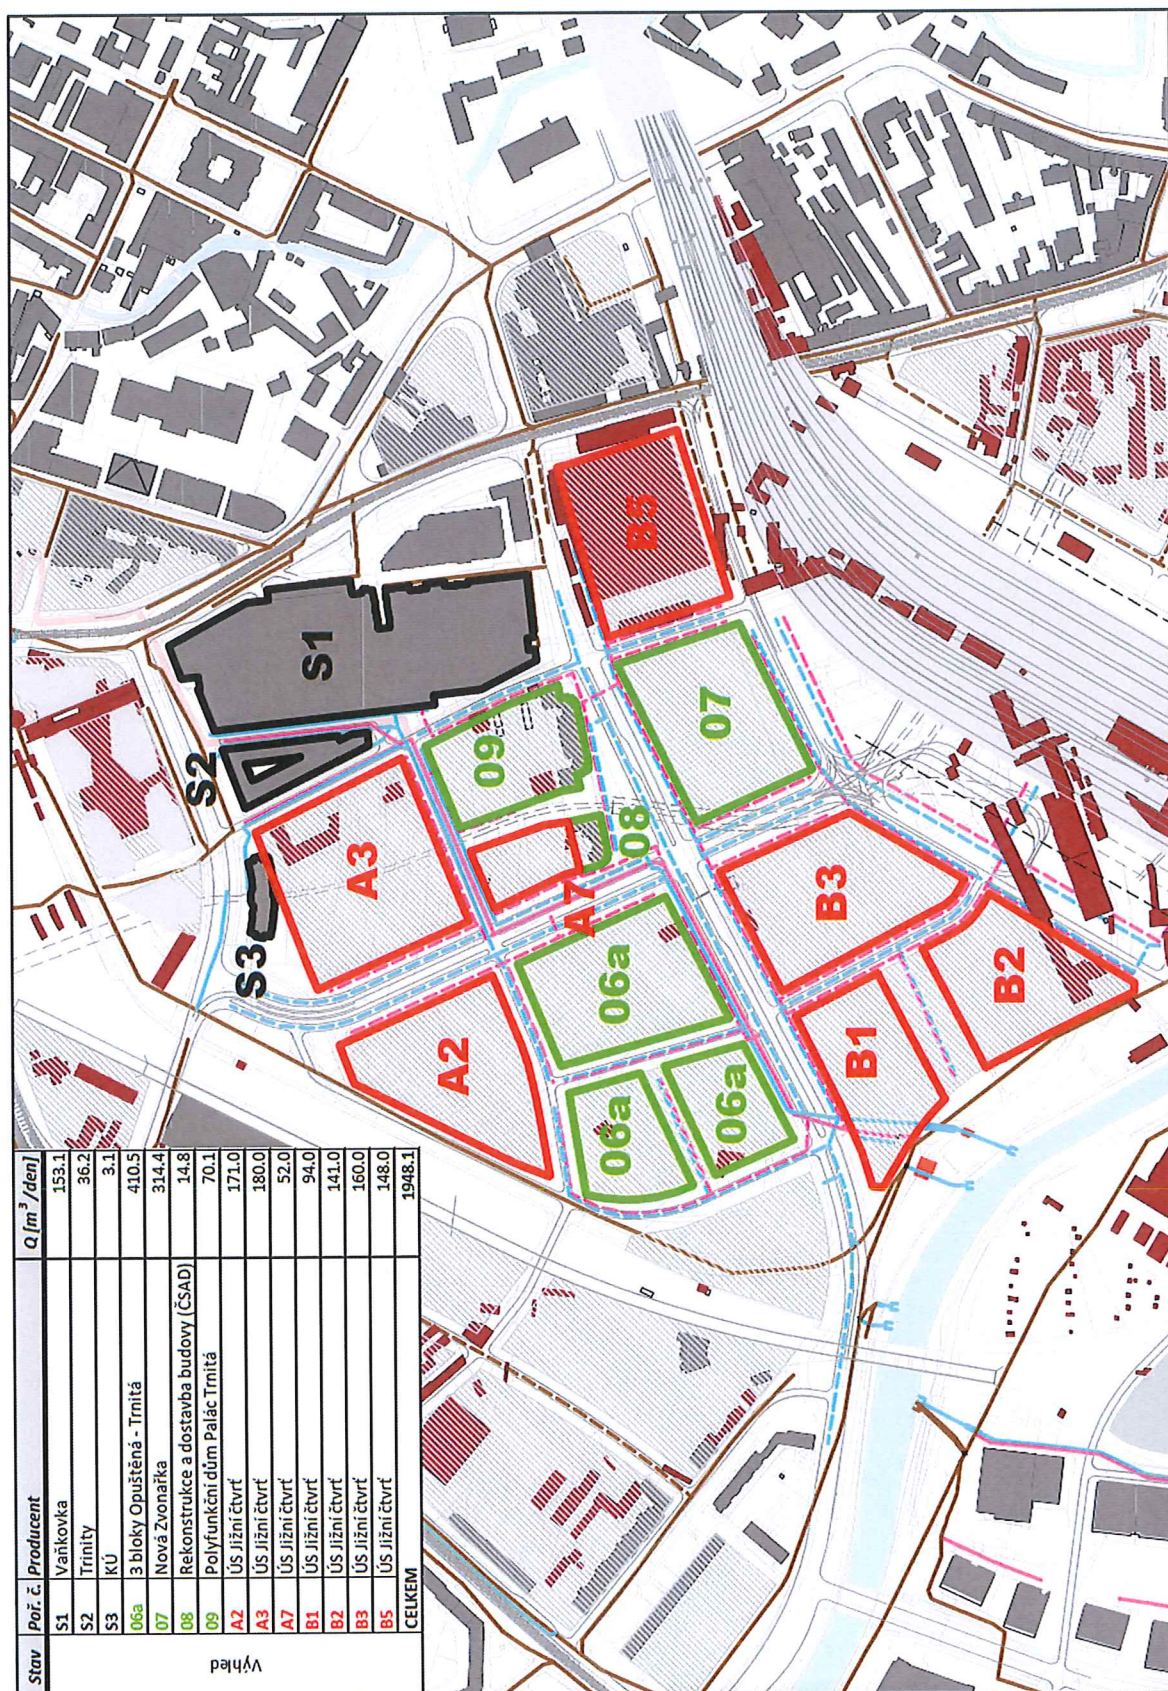 Stav Poř. č. Producent Q [m³/den]
Výhled
S1 Vaňkovka 153.1
S2 Trinity 36.2
S3 KÚ 3.1
06a 3 bloky Opuštěná - Trnitá 410.5
07 Nová Zvonařka 314.4
08 Rekonstrukce a dostavba budovy (ČSAD) 14.8
09 Polyfunkční dům Palác Trnitá 70.1
A2 ÚS Jižní čtvrť 171.0
A3 ÚS Jižní čtvrť 180.0
A7 ÚS Jižní čtvrť 52.0
B1 ÚS Jižní čtvrť 94.0
B2 ÚS Jižní čtvrť 141.0
B3 ÚS Jižní čtvrť 160.0
B5 ÚS Jižní čtvrť 148.0
CELKEM 1948.1
S1
S2
S3
A3
09
B5
A7
08
07
A2
06a
06a
06a
B3
B1
B2